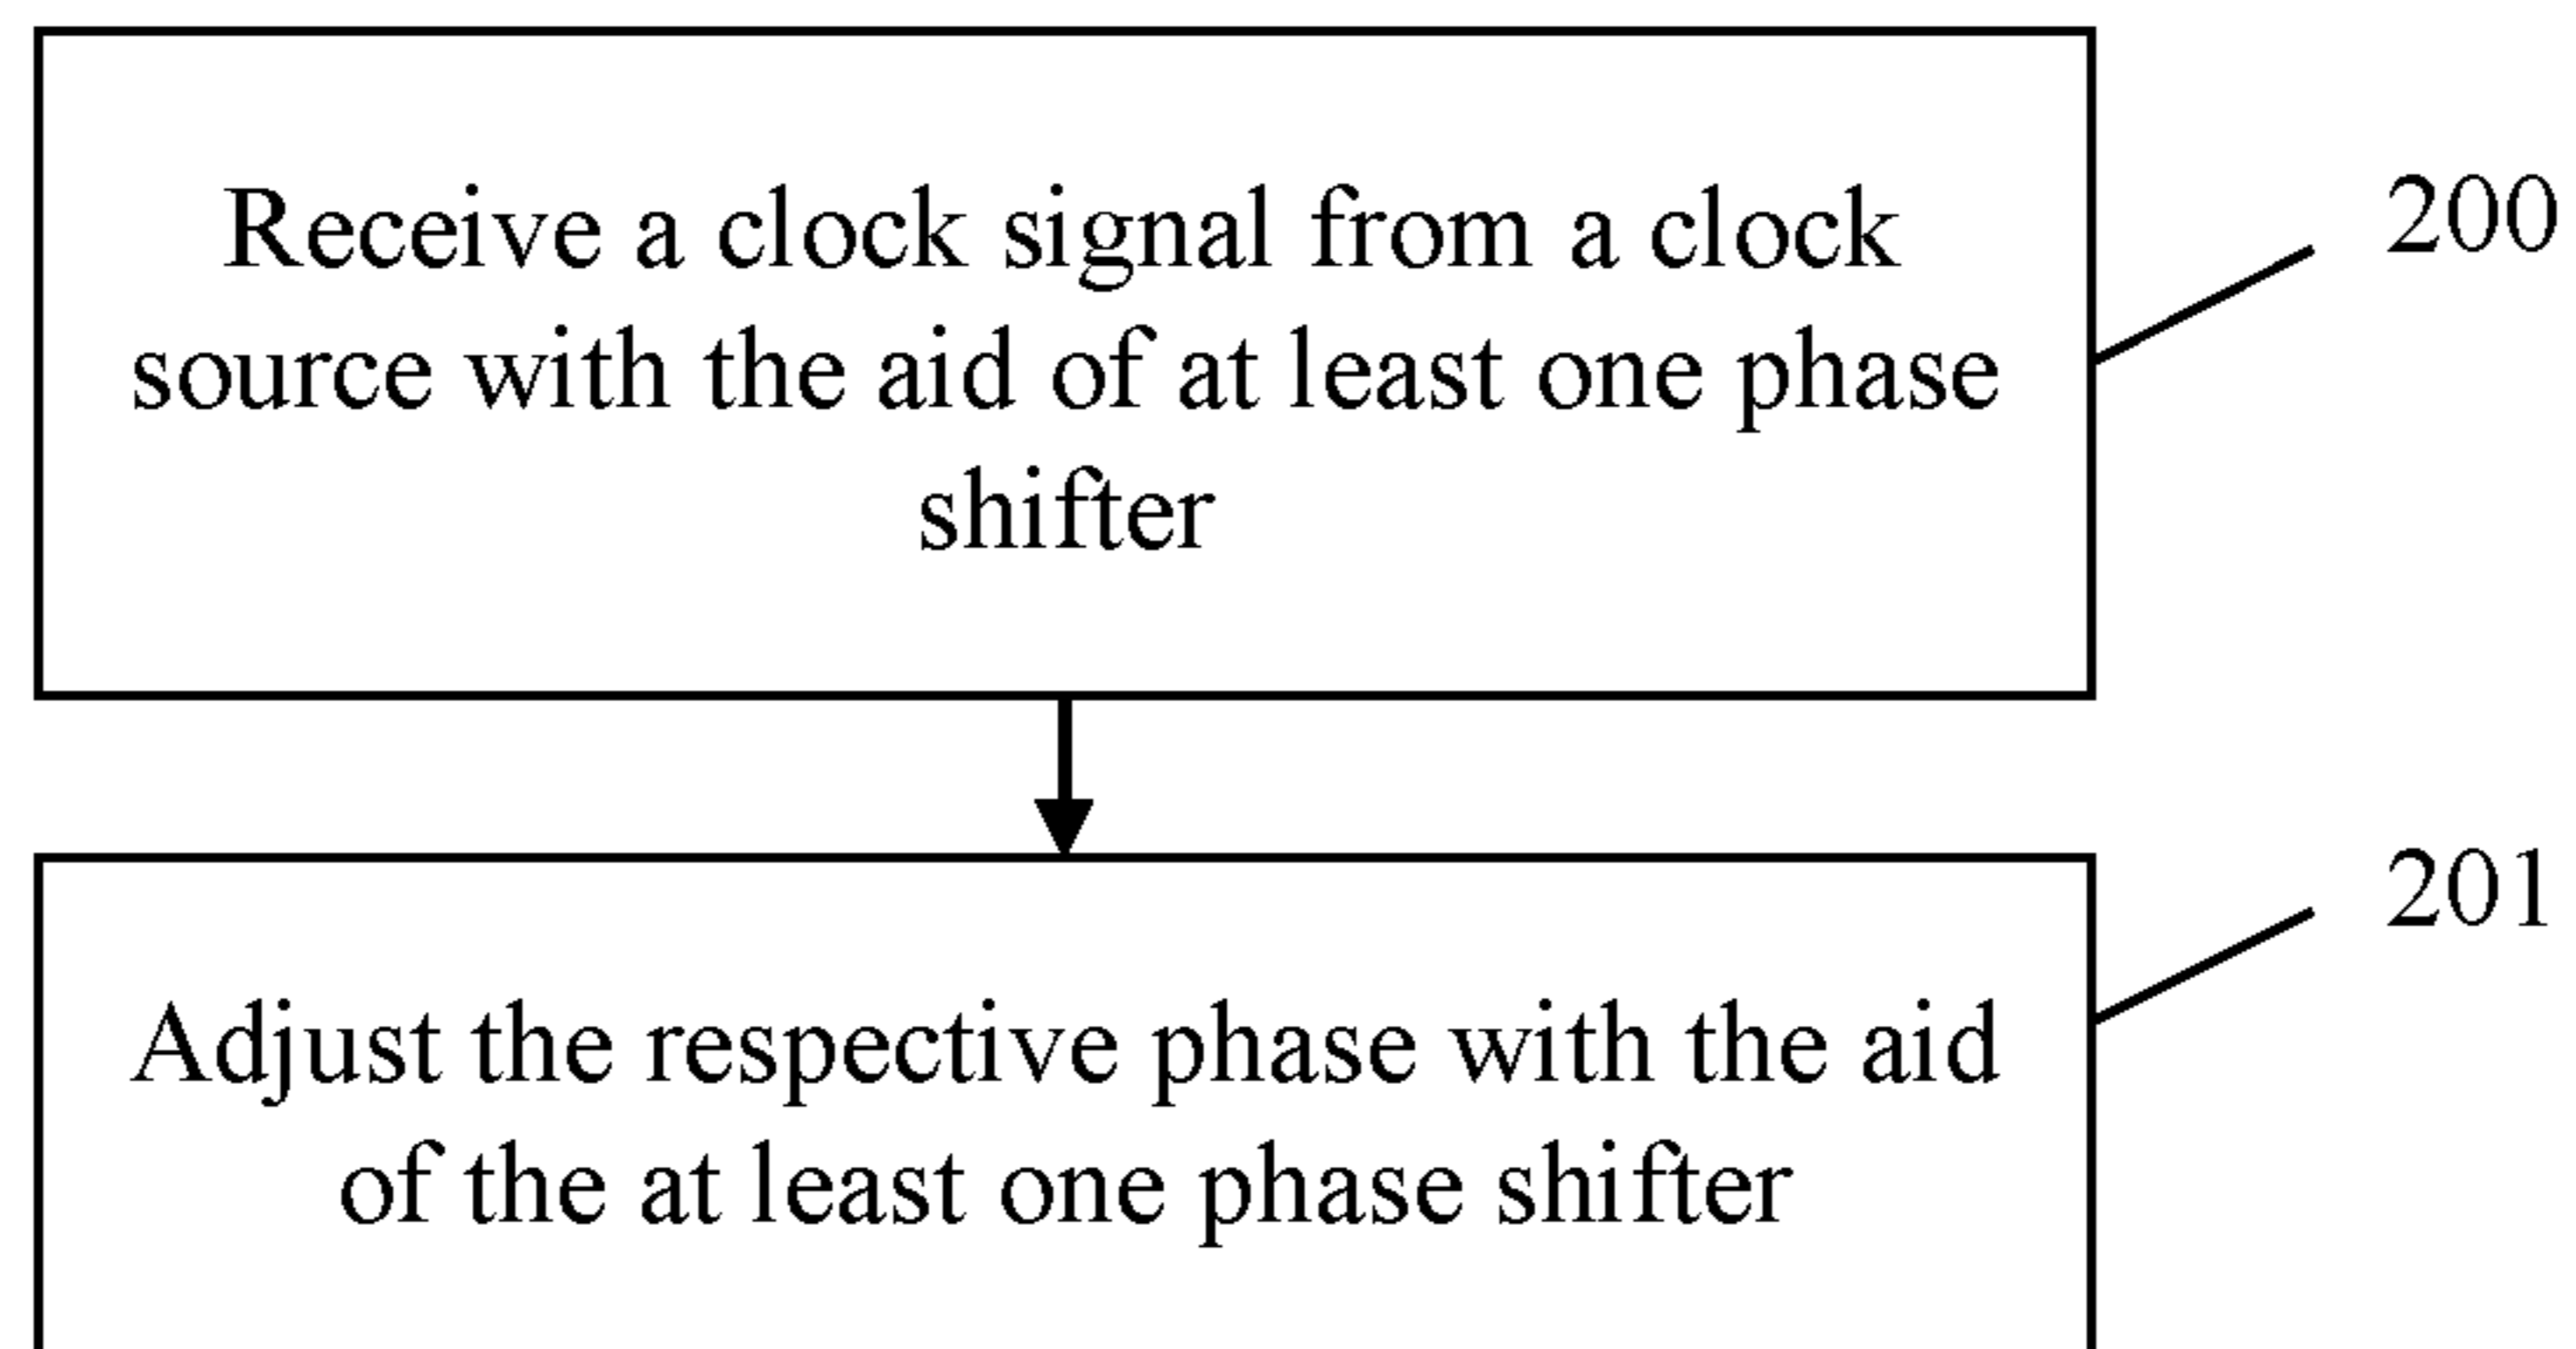 Receive a clock signal from a clock
source with the aid of at least one phase
shifter
200
Adjust the respective phase with the aid
of the at least one phase shifter
201